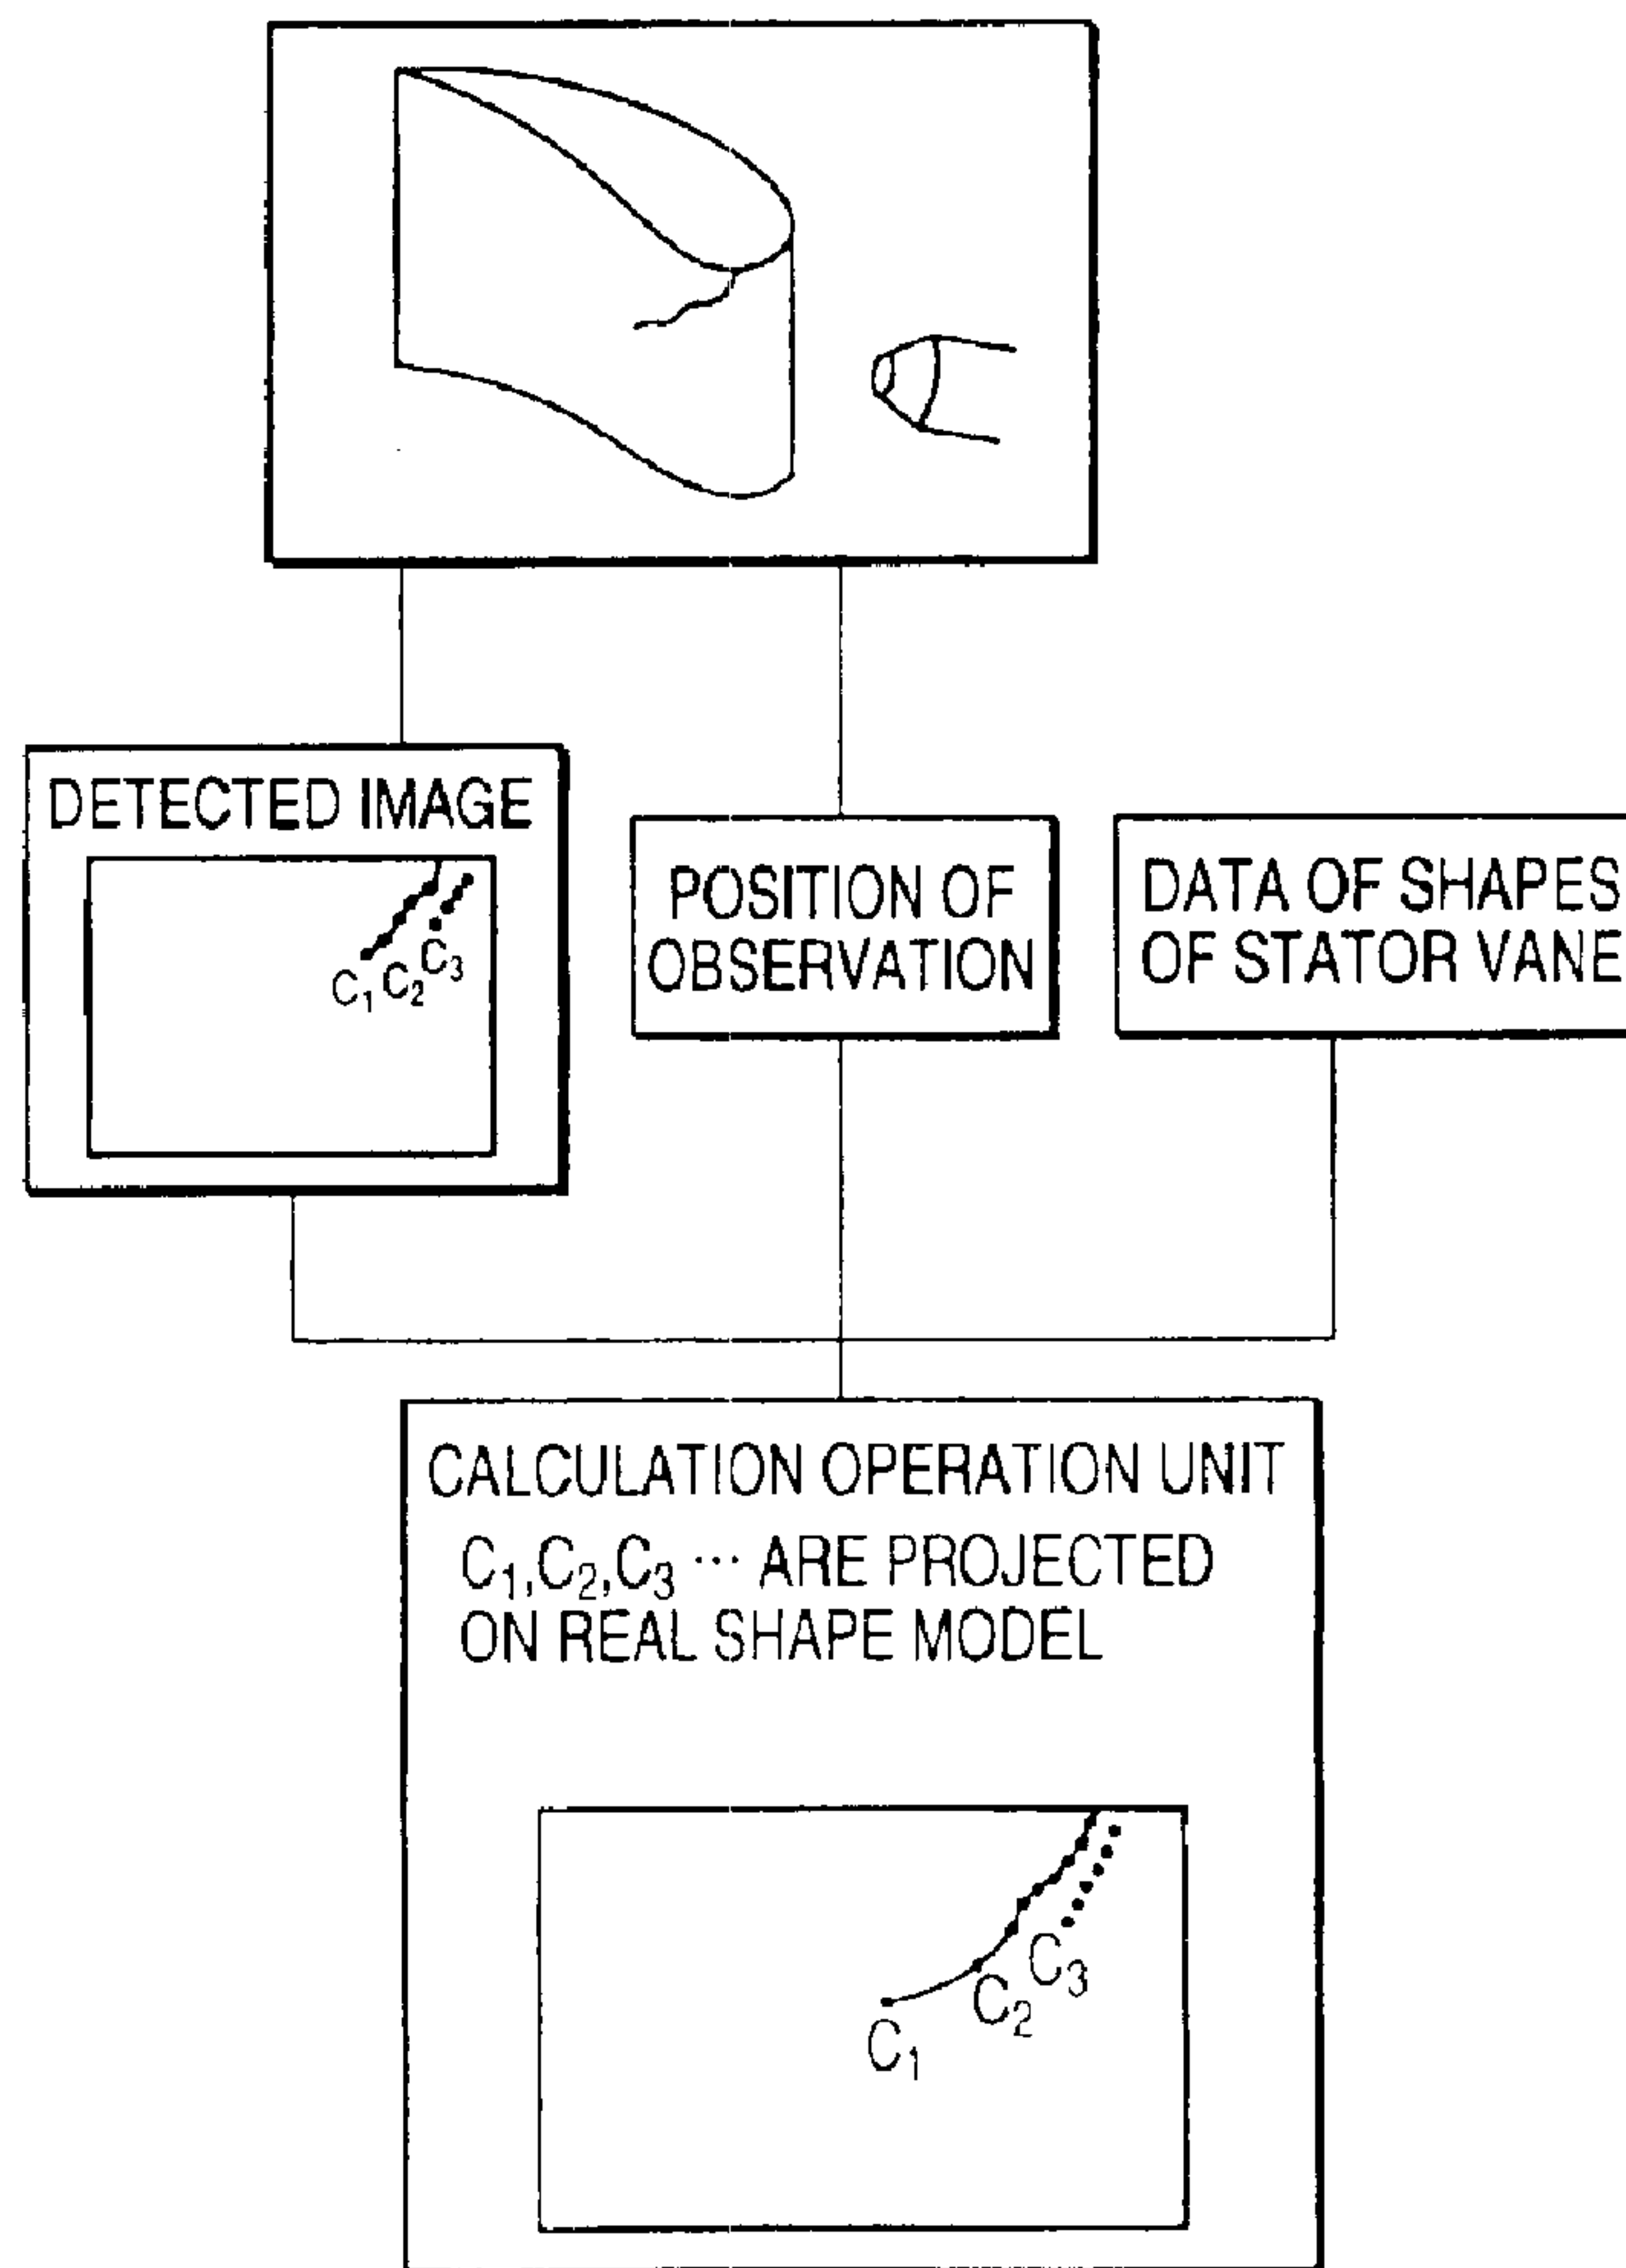 DETECTED IMAGE
C₁ C₂ C₃
POSITION OF
OBSERVATION
DATA OF SHAPES
OF STATOR VANE
CALCULATION OPERATION UNIT
C₁,C₂,C₃ ··· ARE PROJECTED
ON REAL SHAPE MODEL
C₁ C₂ C₃